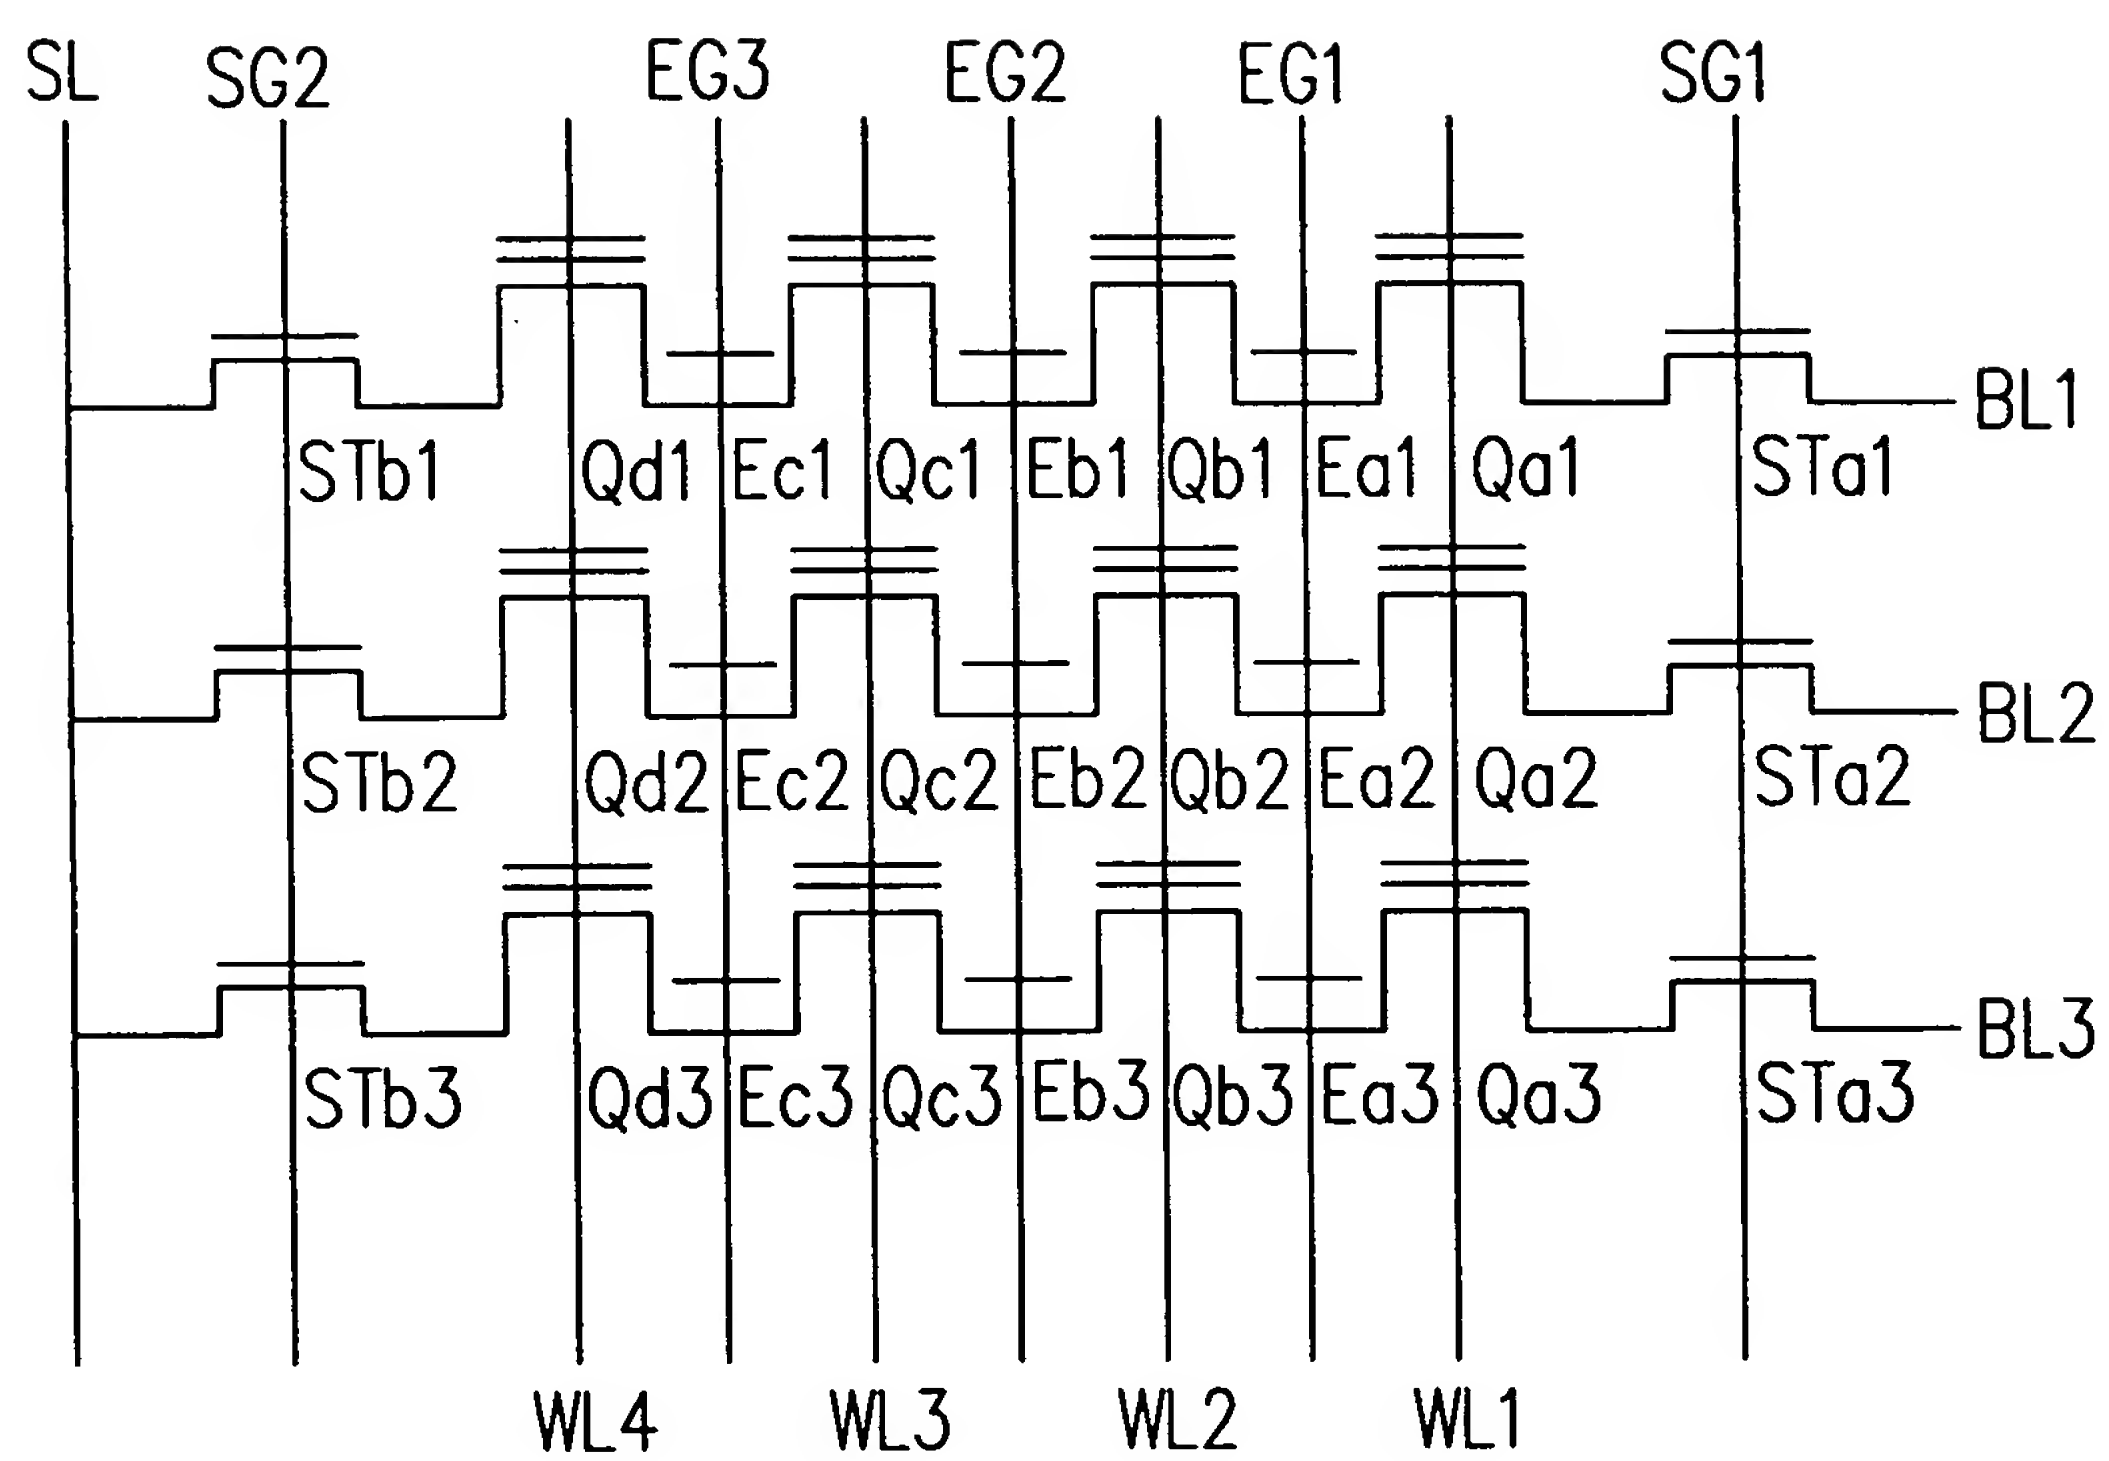 SL SG2 EG3 EG2 EG1 SG1
BL1
STb1 Qd1 Ec1 Qc1 Eb1 Qb1 Ea1 Qa1 STa1
BL2
STb2 Qd2 Ec2 Qc2 Eb2 Qb2 Ea2 Qa2 STa2
BL3
STb3 Qd3 Ec3 Qc3 Eb3 Qb3 Ea3 Qa3 STa3
WL4 WL3 WL2 WL1